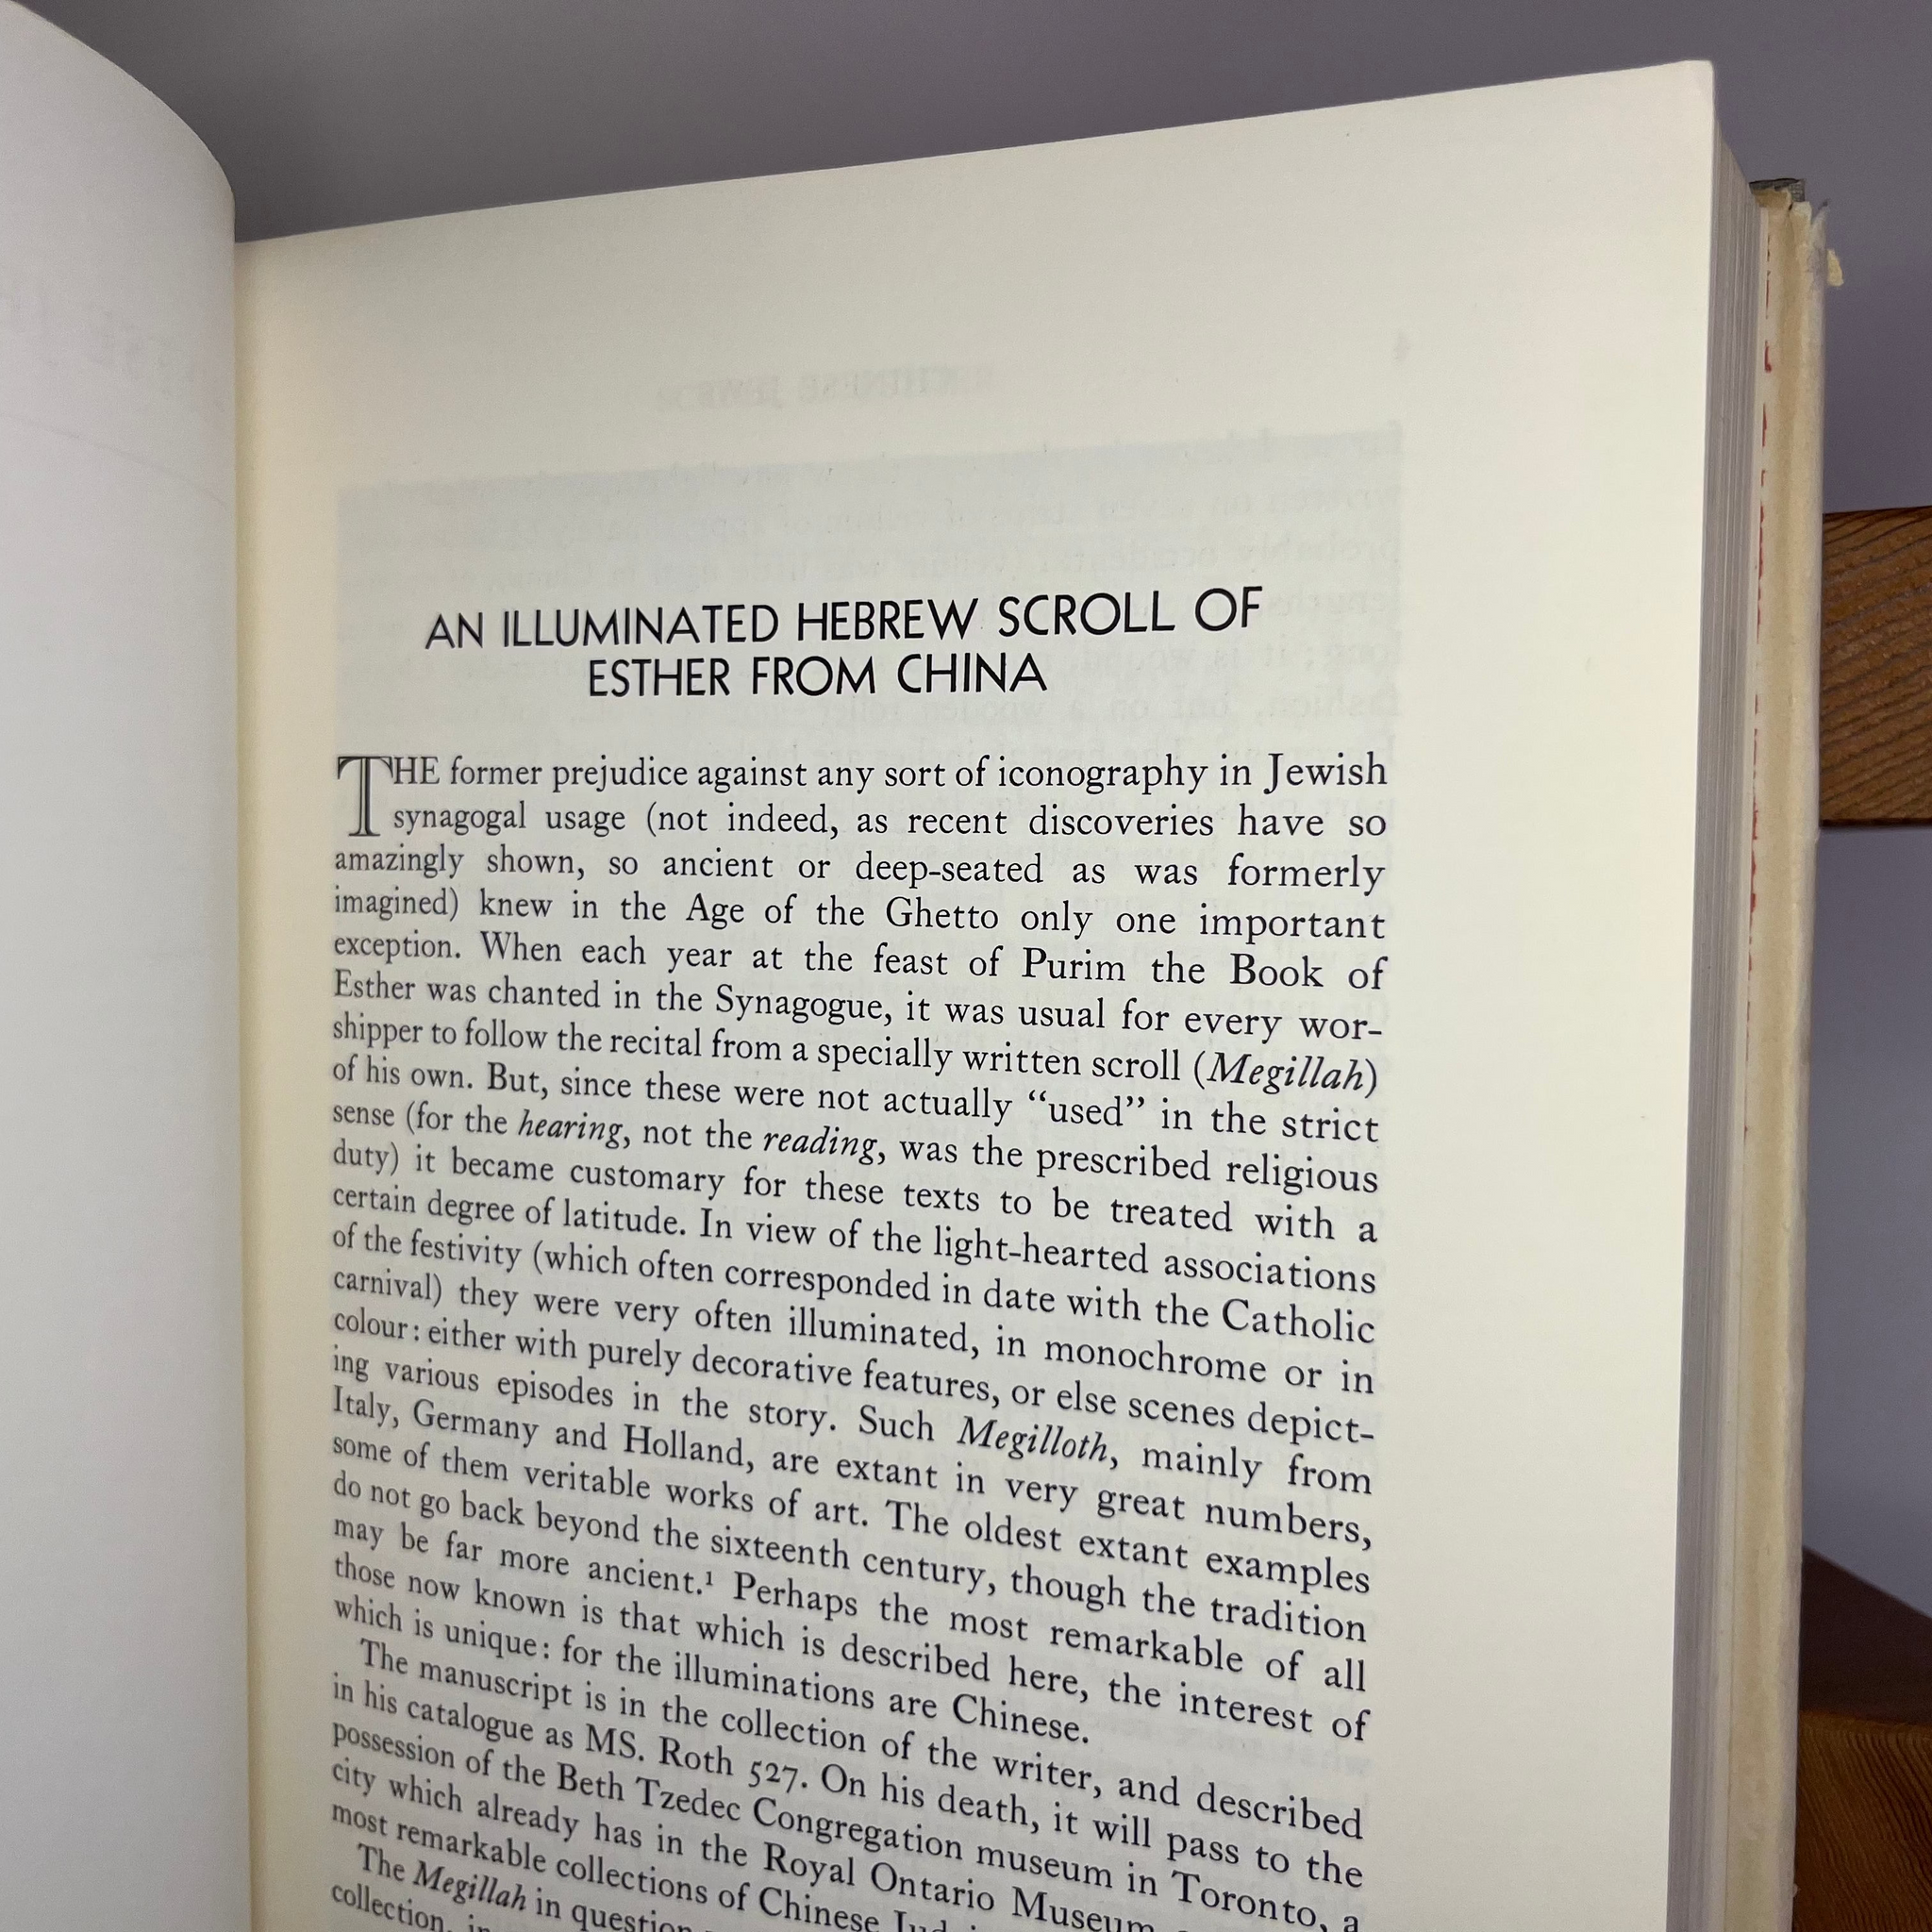 AN ILLUMINATED HEBREW SCROLL OF
ESTHER FROM CHINA
THE former prejudice against any sort of iconography in Jewish
synagogal usage (not indeed, as recent discoveries have so
amazingly shown, so ancient or deep-seated as was formerly
imagined) knew in the Age of the Ghetto only one important
exception. When each year at the feast of Purim the Book of
Esther was chanted in the Synagogue, it was usual for every wor-
shipper to follow the recital from a specially written scroll (Megillah)
of his own. But, since these were not actually “used” in the strict
sense (for the hearing, not the reading, was the prescribed religious
duty) it became customary for these texts to be treated with a
certain degree of latitude. In view of the light-hearted associations
of the festivity (which often corresponded in date with the Catholic
carnival) they were very often illuminated, in monochrome or in
colour: either with purely decorative features, or else scenes depict-
ing various episodes in the story. Such Megilloth, mainly from
Italy, Germany and Holland, are extant in very great numbers,
some of them veritable works of art. The oldest extant examples
do not go back beyond the sixteenth century, though the tradition
may be far more ancient.¹ Perhaps the most remarkable of all
those now known is that which is described here, the interest of
which is unique: for the illuminations are Chinese.
The manuscript is in the collection of the writer, and described
in his catalogue as MS. Roth 527. On his death, it will pass to the
possession of the Beth Tzedec Congregation museum in Toronto, a
city which already has in the Royal Ontario Museum
most remarkable collections of Chinese
The Megillah in question
collection,